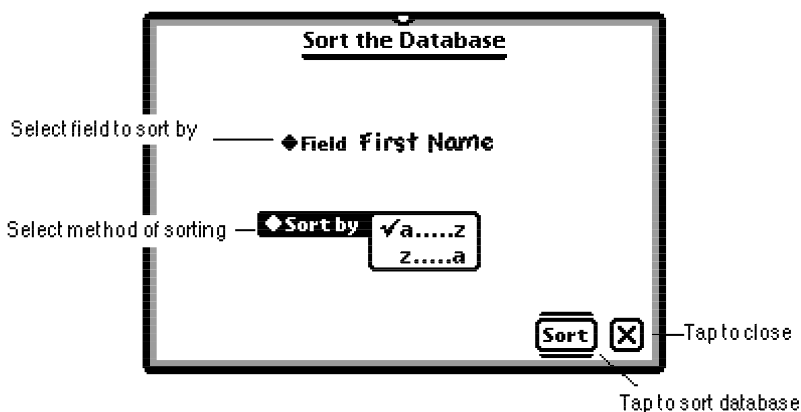 Sort the Database
Select field to sort by
Field First Name
Select method of sorting
Sort by
a.....z
z.....a
Sort
X
Tap to close
Tap to sort database